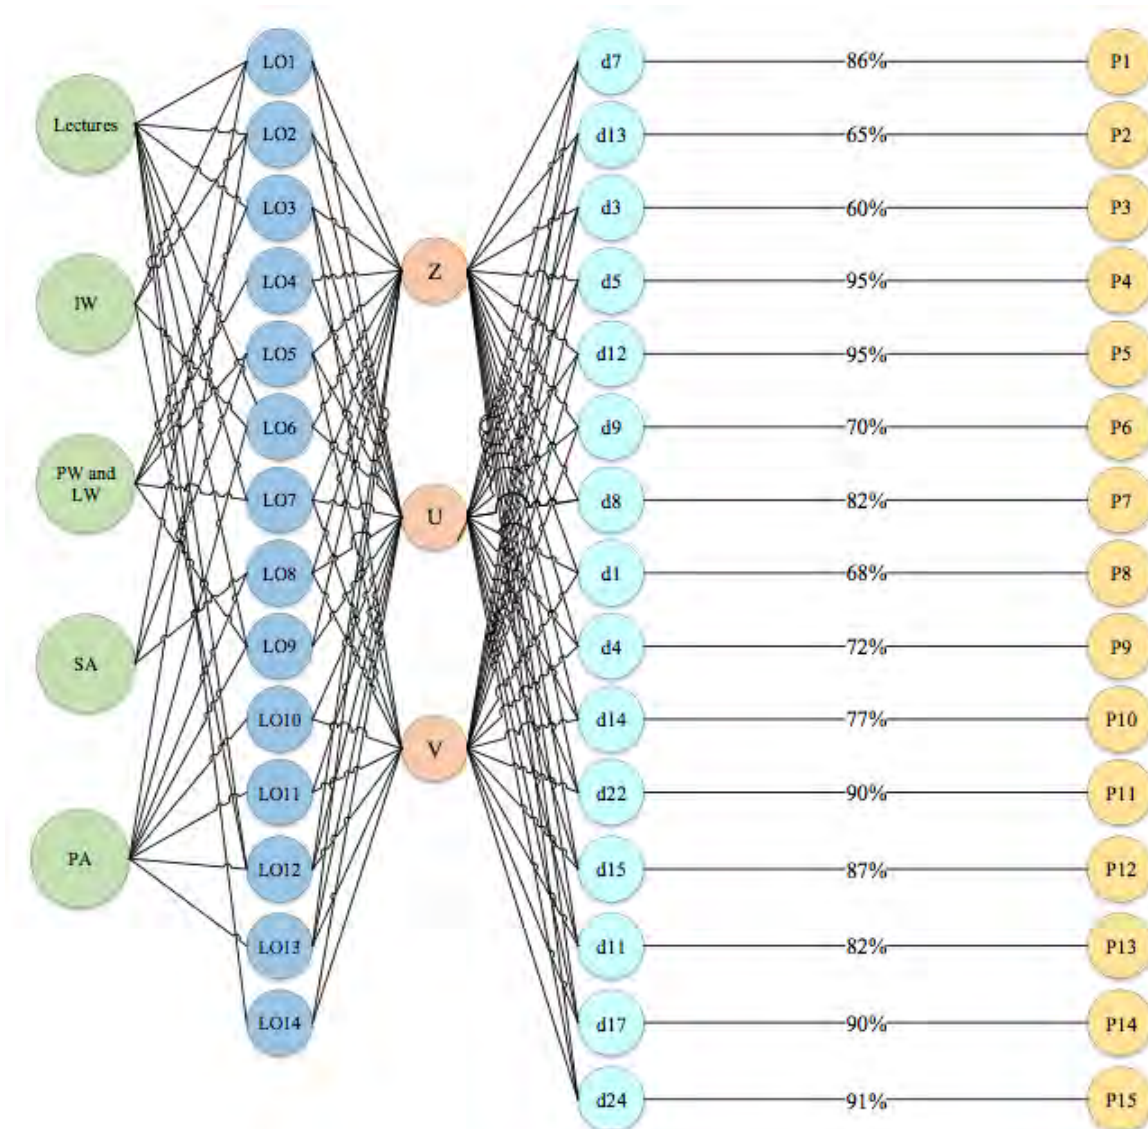 Lectures
IW
PW and
LW
SA
PA
LO1
LO2
LO3
LO4
LO5
LO6
LO7
LO8
LO9
LO10
LO11
LO12
LO13
LO14
Z
U
V
d7 86% P1
d13 65% P2
d3 60% P3
d5 95% P4
d12 95% P5
d9 70% P6
d8 82% P7
d1 68% P8
d4 72% P9
d14 77% P10
d22 90% P11
d15 87% P12
d11 82% P13
d17 90% P14
d24 91% P15